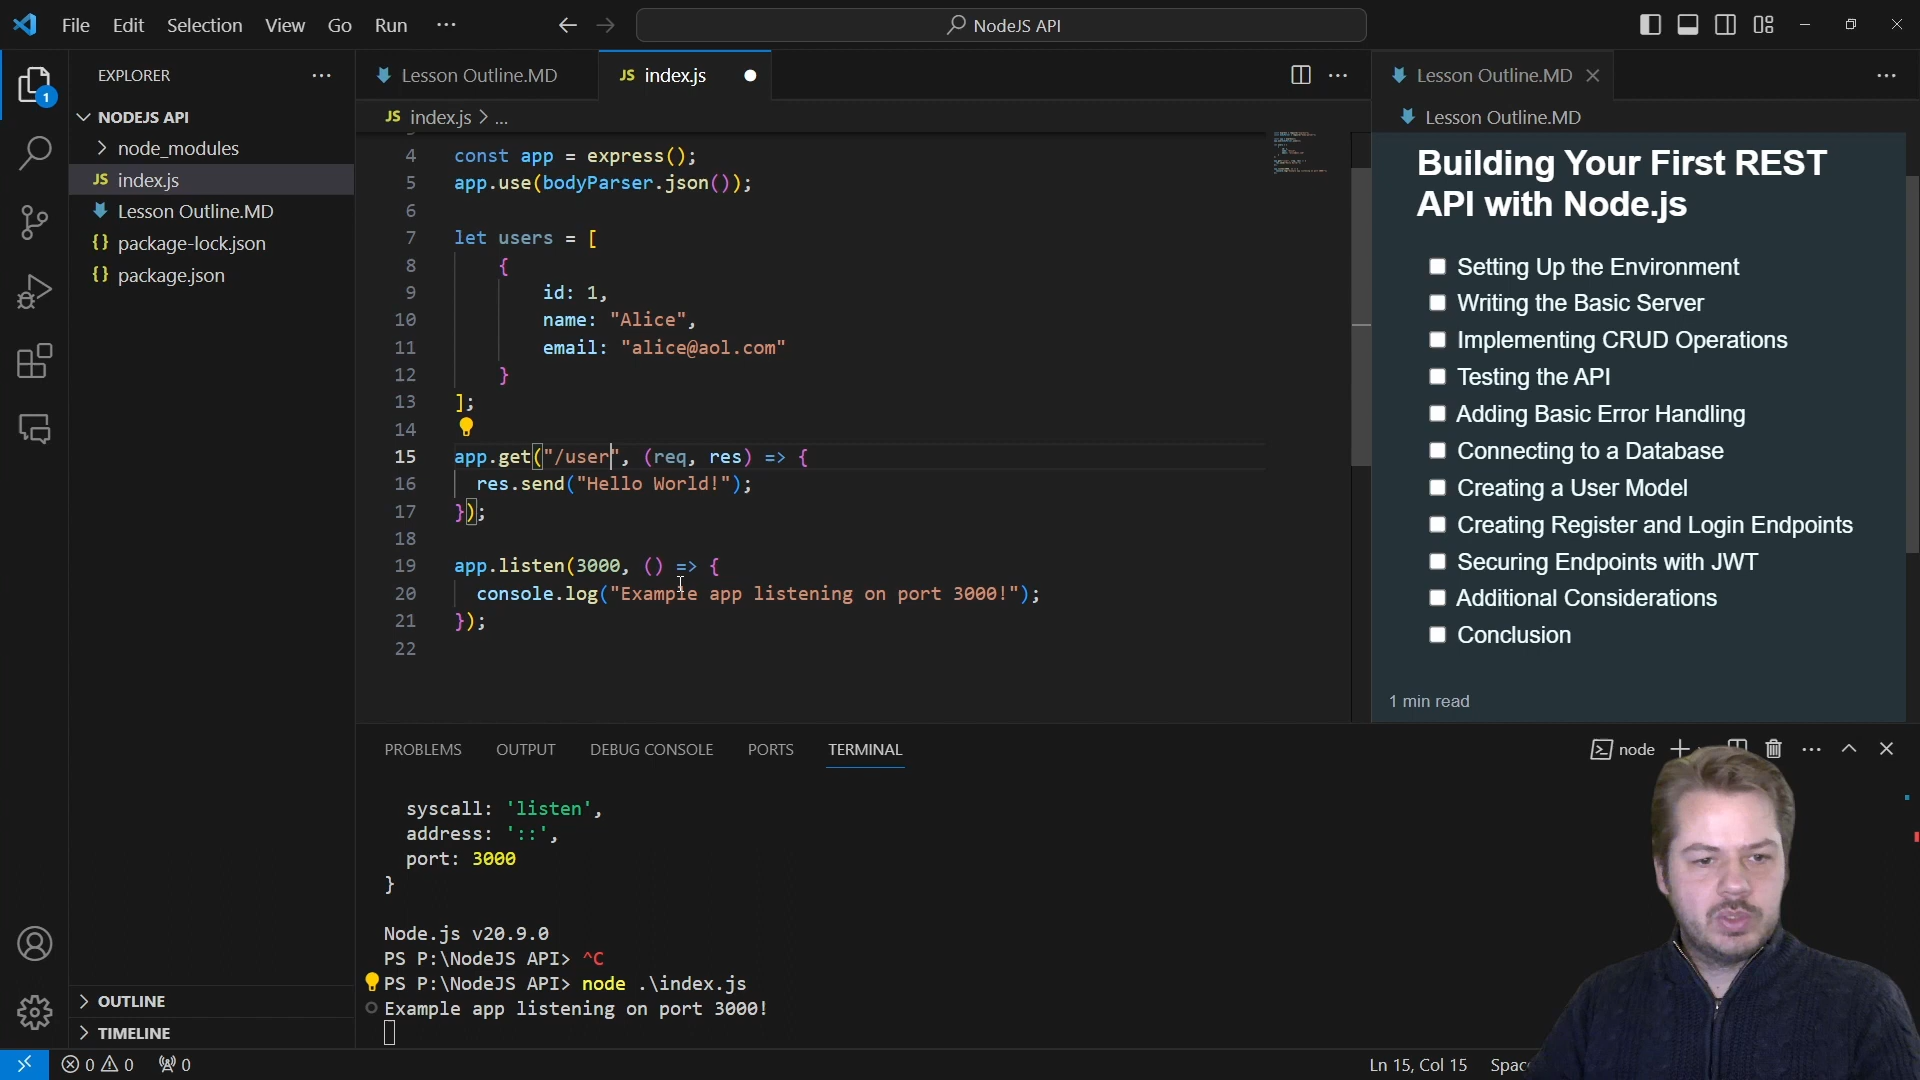 File Edit Selection View Go Run ···
NodeJS API
EXPLORER ···
NODEJS API
node_modules
JS index.js
Lesson Outline.MD
{} package-lock.json
{} package.json
OUTLINE
TIMELINE
1
Lesson Outline.MD
JS index.js
JS index.js > ...
4 const app = express();
5 app.use(bodyParser.json());
6
7 let users = [
8 {
9 id: 1,
10 name: "Alice",
11 email: "alice@aol.com"
12 }
13 ];
14
15 app.get("/user", (req, res) => {
16 res.send("Hello World!");
17 });
18
19 app.listen(3000, () => {
20 console.log("Example app listening on port 3000!");
21 });
22
Lesson Outline.MD
Lesson Outline.MD
Building Your First REST
API with Node.js
Setting Up the Environment
Writing the Basic Server
Implementing CRUD Operations
Testing the API
Adding Basic Error Handling
Connecting to a Database
Creating a User Model
Creating Register and Login Endpoints
Securing Endpoints with JWT
Additional Considerations
Conclusion
1 min read
PROBLEMS OUTPUT DEBUG CONSOLE PORTS TERMINAL
node
syscall: 'listen',
address: '::',
port: 3000
}
Node.js v20.9.0
PS P:\NodeJS API> ^C
PS P:\NodeJS API> node .\index.js
Example app listening on port 3000!
0 0 0
Ln 15, Col 15